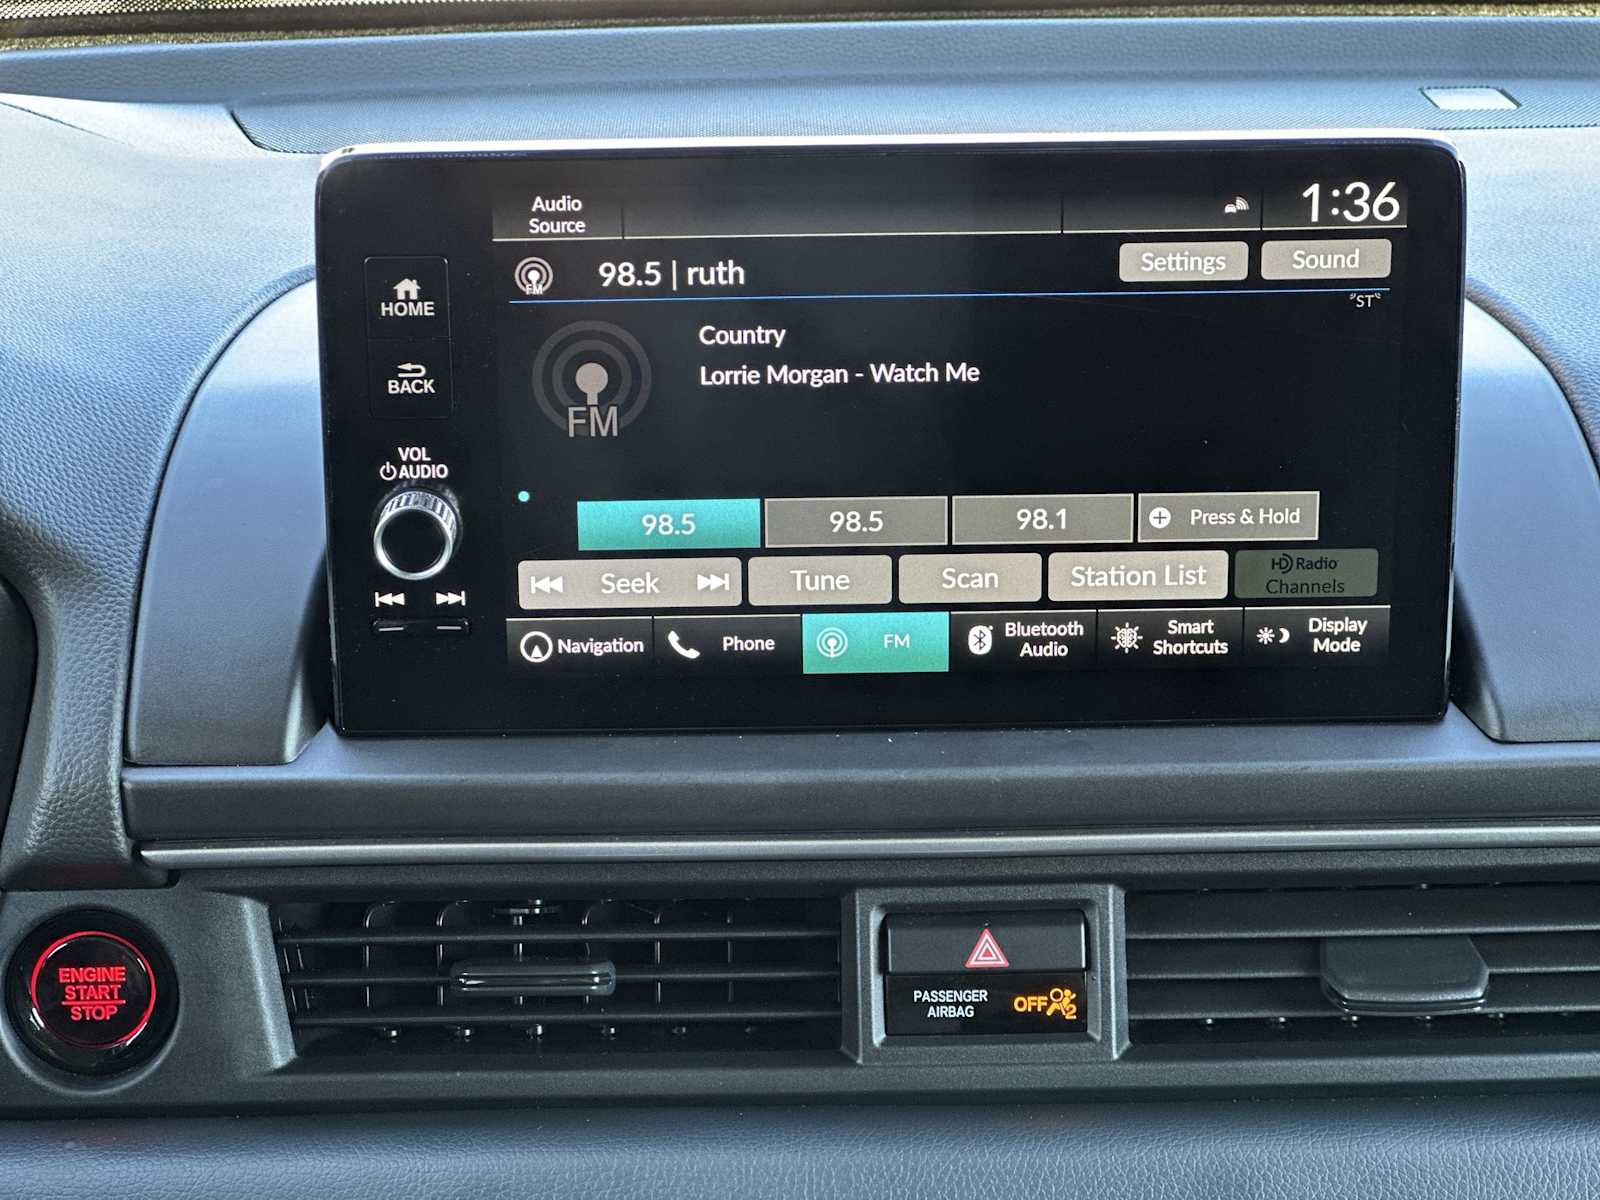 Audio
Source
1:36
98.5 | ruth
Settings
Sound
FM
"ST"
HOME
BACK
Country
Lorrie Morgan - Watch Me
FM
VOL
AUDIO
98.5
98.5
98.1
Press & Hold
Seek
Tune
Scan
Station List
HD Radio
Channels
Navigation
Phone
FM
Bluetooth
Audio
Smart
Shortcuts
Display
Mode
ENGINE
START
STOP
PASSENGER
AIRBAG
OFF
2